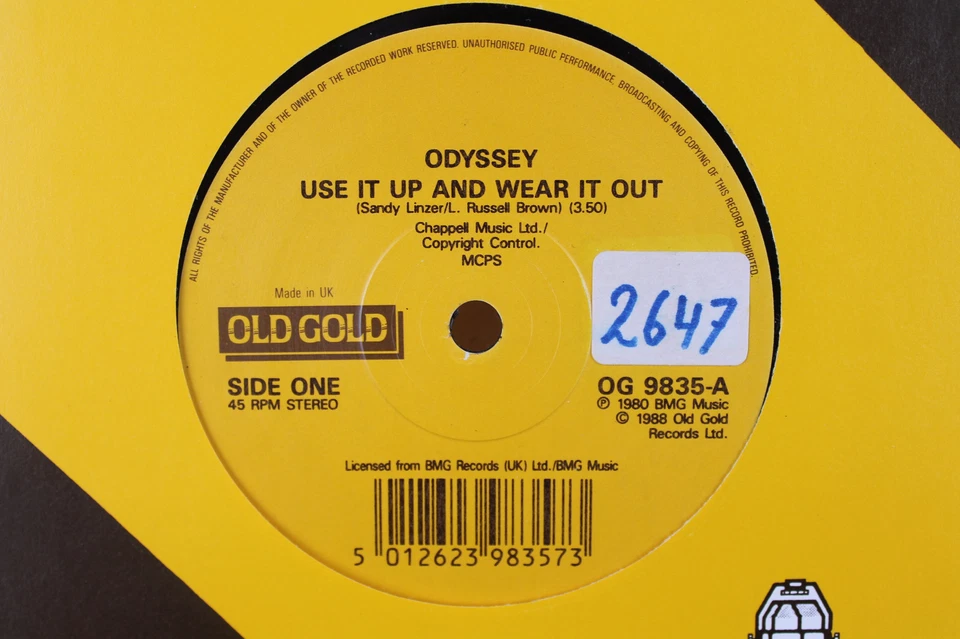 ALL RIGHTS OF THE MANUFACTURER AND OF THE OWNER OF THE RECORDED WORK RESERVED. UNAUTHORISED PUBLIC PERFORMANCE, BROADCASTING AND COPYING OF THIS RECORD PROHIBITED.
ODYSSEY
USE IT UP AND WEAR IT OUT
(Sandy Linzer/L. Russell Brown) (3.50)
Chappell Music Ltd./
Copyright Control.
MCPS
Made in UK
OLD GOLD
2647
SIDE ONE
45 RPM STEREO
OG 9835-A
℗ 1980 BMG Music
© 1988 Old Gold
Records Ltd.
Licensed from BMG Records (UK) Ltd./BMG Music
5 012623 983573